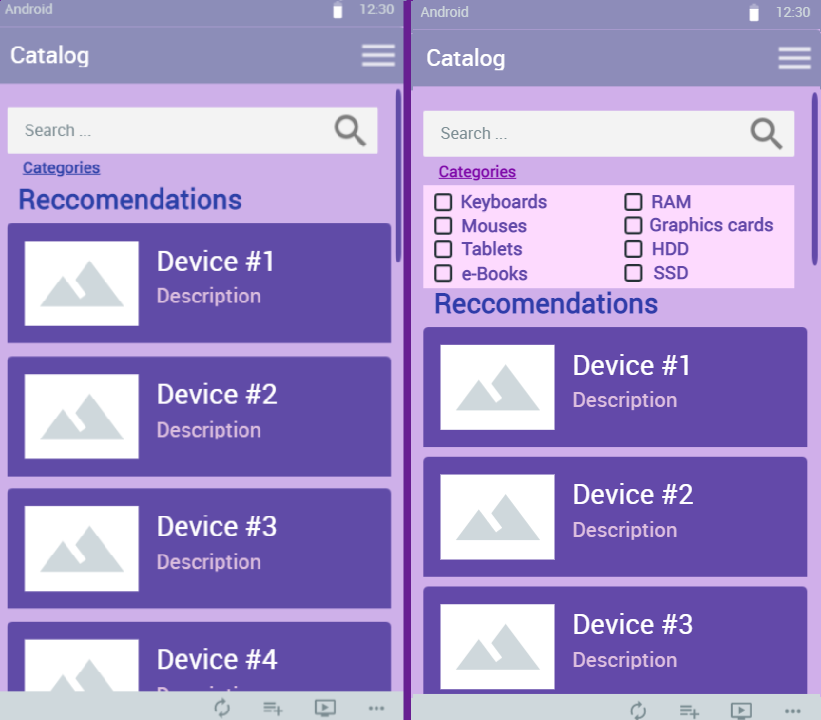 Android 12:30
Catalog
Search ...
Categories
Reccomendations
Device #1
Description
Device #2
Description
Device #3
Description
Device #4
Android 12:30
Catalog
Search ...
Categories
Keyboards RAM
Mouses Graphics cards
Tablets HDD
e-Books SSD
Reccomendations
Device #1
Description
Device #2
Description
Device #3
Description